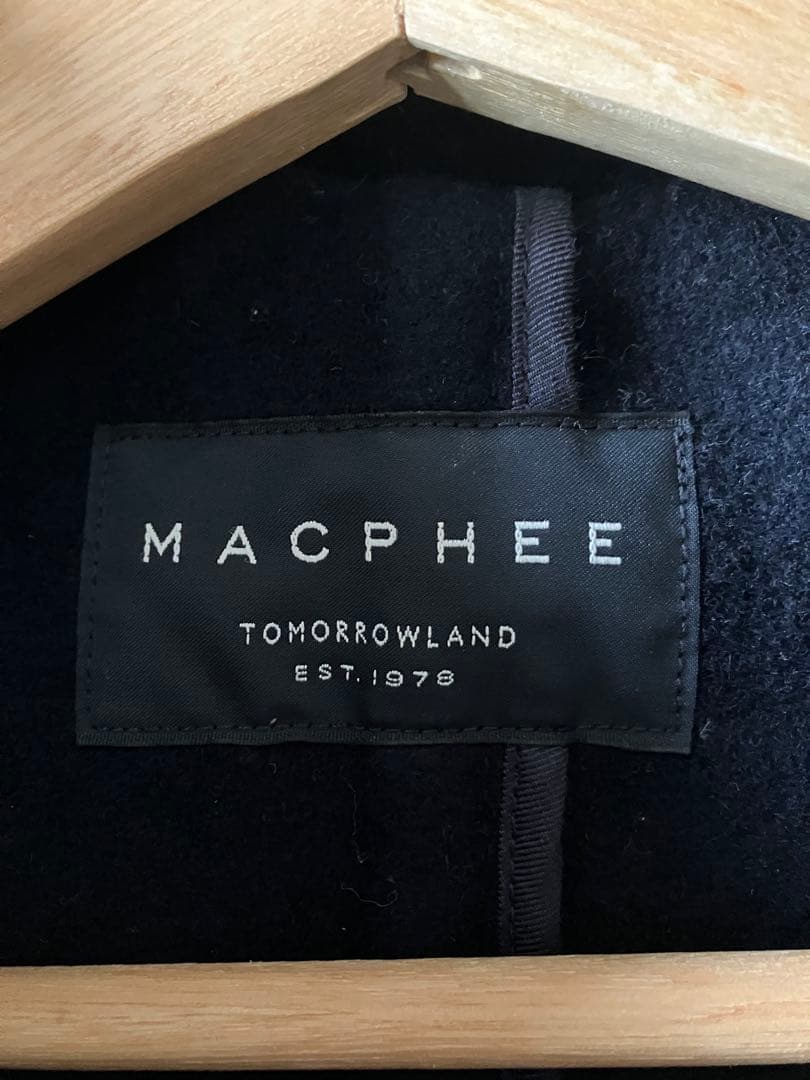 MACPHEE
TOMORROWLAND
EST. 1978